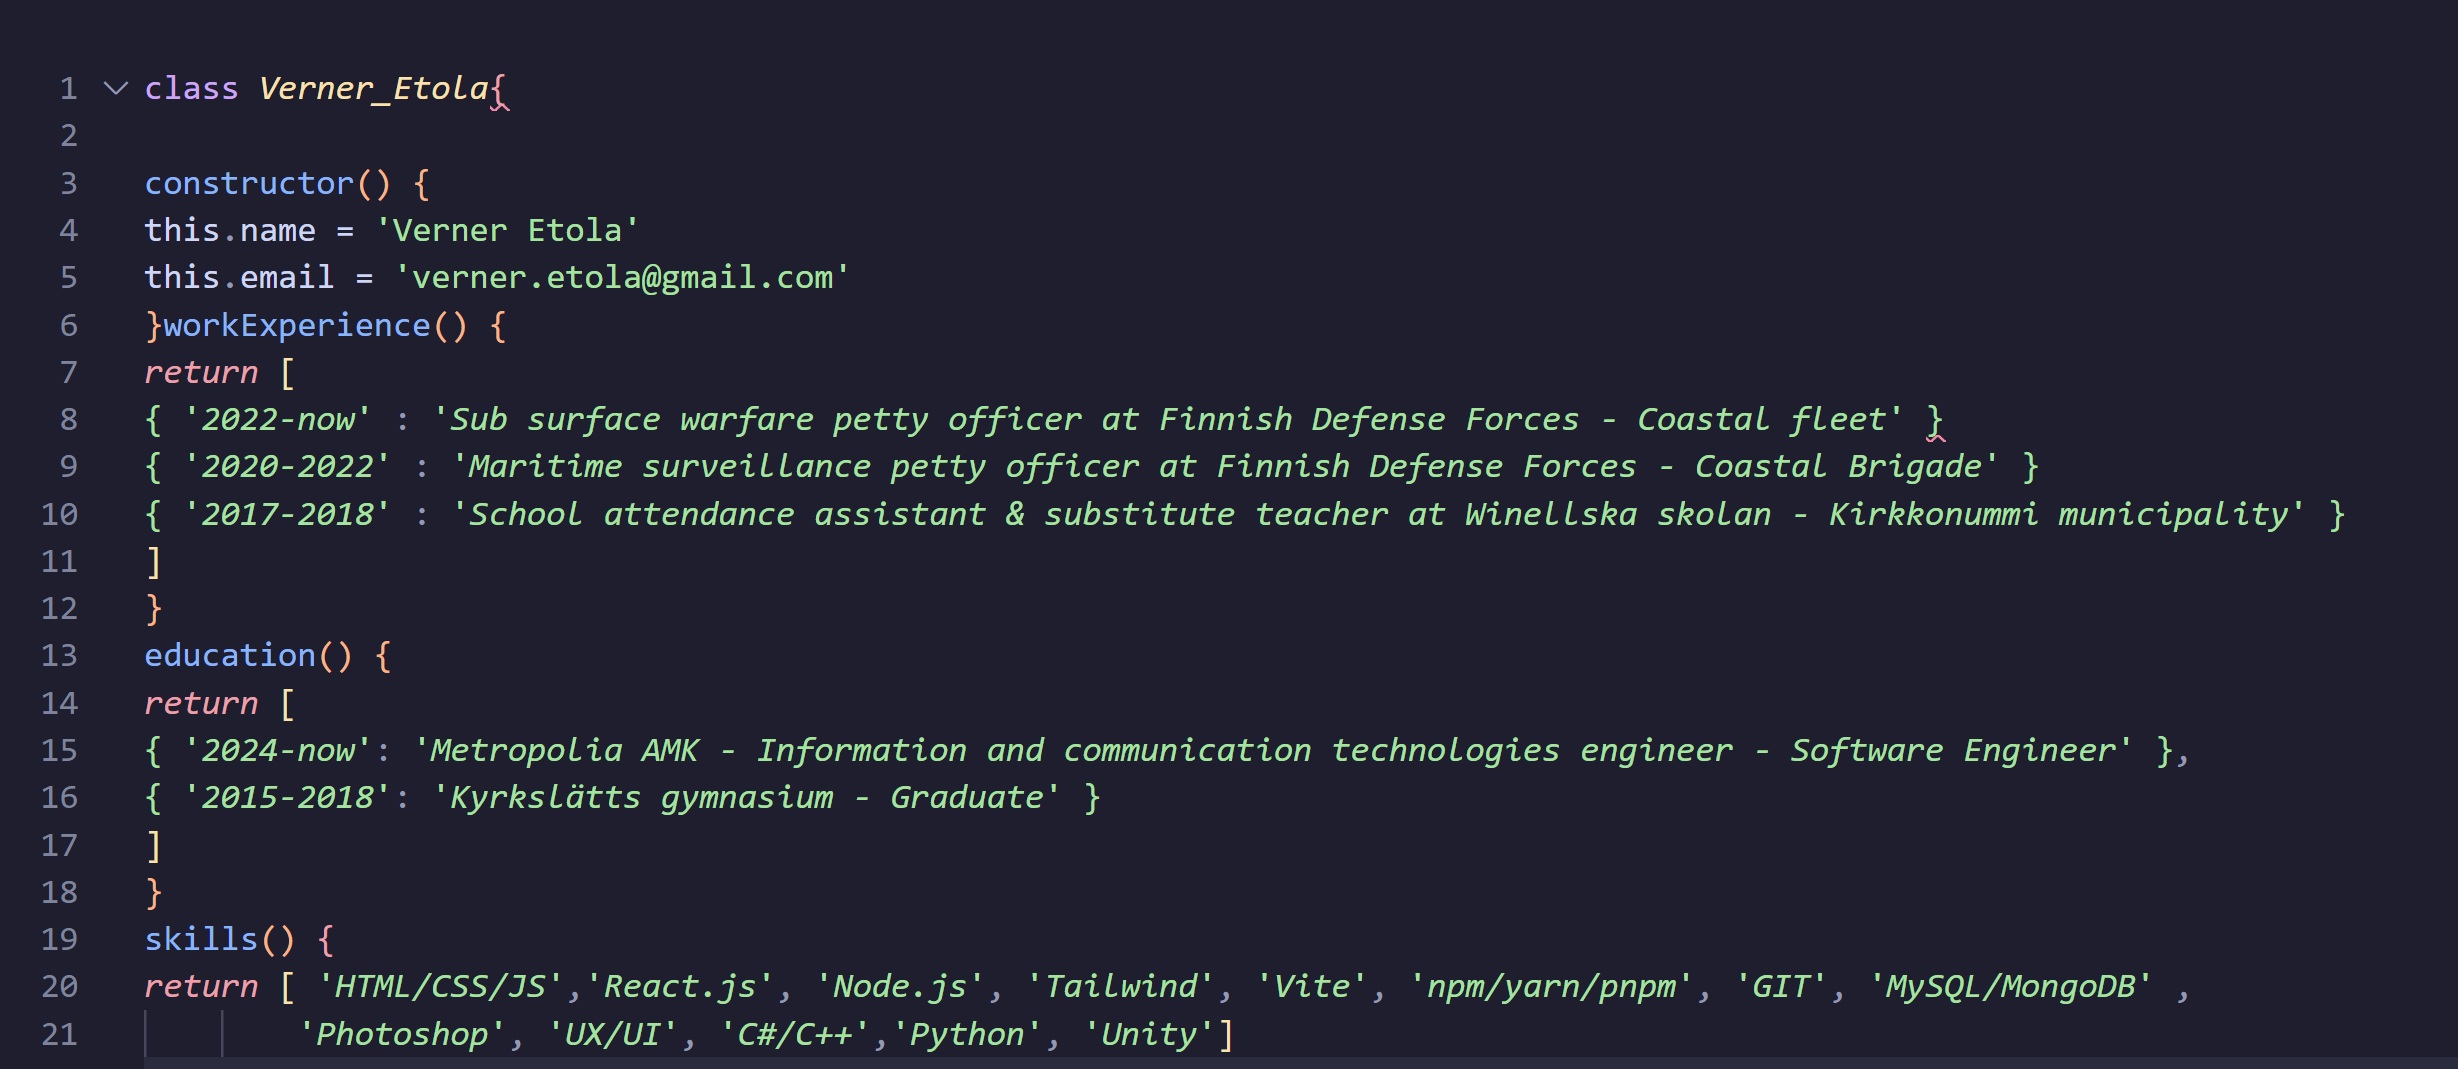 1 class Verner_Etola{
2
3 constructor() {
4 this.name = 'Verner Etola'
5 this.email = 'verner.etola@gmail.com'
6 }workExperience() {
7 return [
8 { '2022-now' : 'Sub surface warfare petty officer at Finnish Defense Forces - Coastal fleet' }
9 { '2020-2022' : 'Maritime surveillance petty officer at Finnish Defense Forces - Coastal Brigade' }
10 { '2017-2018' : 'School attendance assistant & substitute teacher at Winellska skolan - Kirkkonummi municipality' }
11 ]
12 }
13 education() {
14 return [
15 { '2024-now': 'Metropolia AMK - Information and communication technologies engineer - Software Engineer' },
16 { '2015-2018': 'Kyrkslätts gymnasium - Graduate' }
17 ]
18 }
19 skills() {
20 return [ 'HTML/CSS/JS','React.js', 'Node.js', 'Tailwind', 'Vite', 'npm/yarn/pnpm', 'GIT', 'MySQL/MongoDB' ,
21 'Photoshop', 'UX/UI', 'C#/C++','Python', 'Unity']